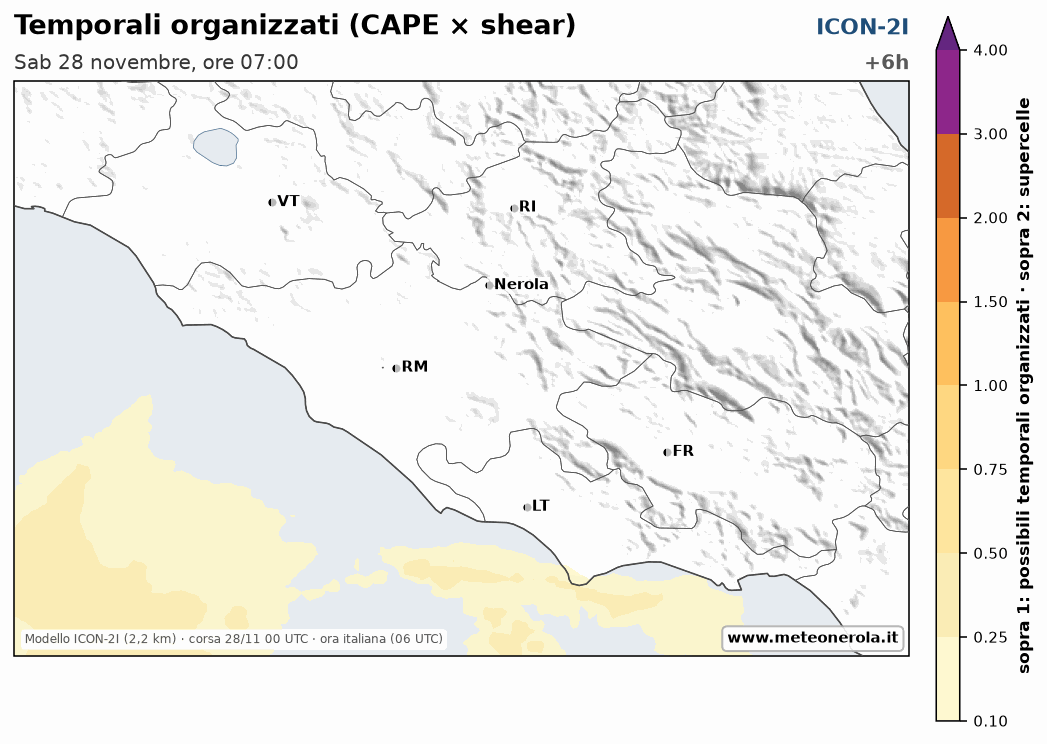 Temporali organizzati (CAPE × shear)
ICON-2I
Sab 28 novembre, ore 07:00
+6h
VT
RI
Nerola
RM
FR
LT
Modello ICON-2I (2,2 km) · corsa 28/11 00 UTC · ora italiana (06 UTC)
www.meteonerola.it
4.00
3.00
2.00
1.50
1.00
0.75
0.50
0.25
0.10
sopra 1: possibili temporali organizzati · sopra 2: supercelle